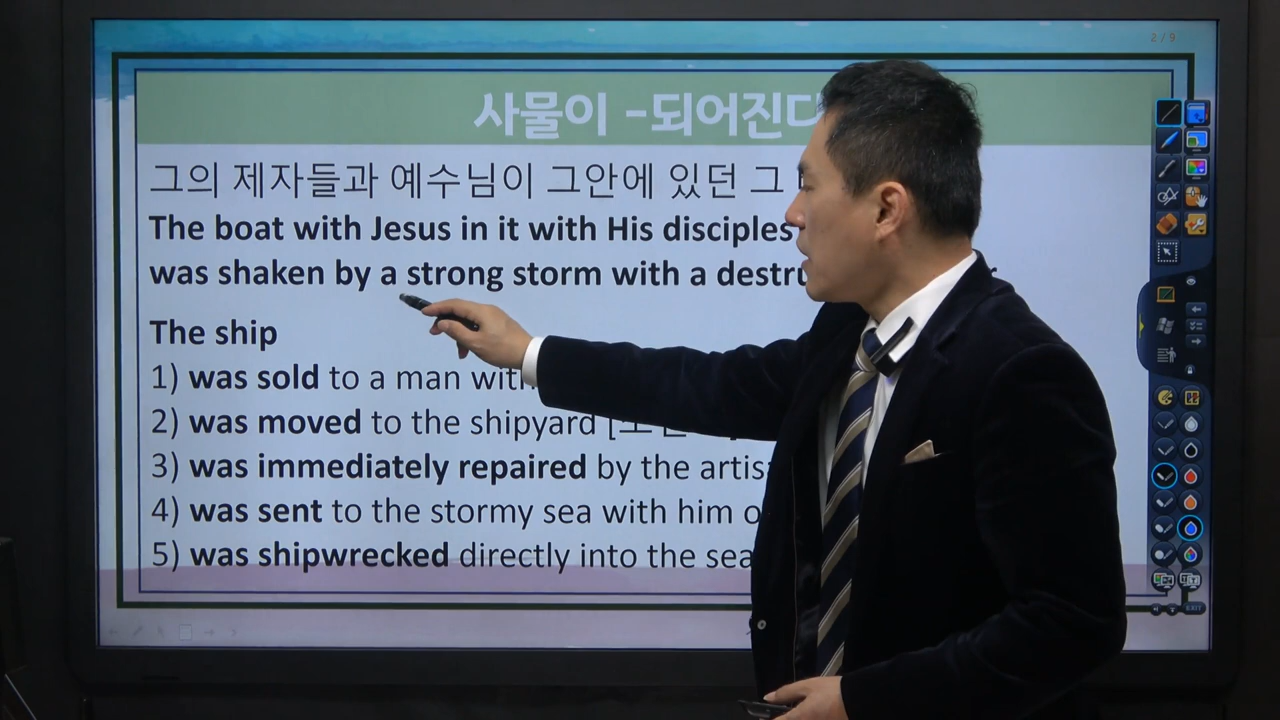 2 / 9
사물이 -되어진다
그의 제자들과 예수님이 그안에 있던 그
The boat with Jesus in it with His disciples
was shaken by a strong storm with a
The ship
1) was sold to a man with
2) was moved to the shipyard
3) was immediately repaired by the
4) was sent to the stormy sea with him
5) was shipwrecked directly into the sea
EXIT